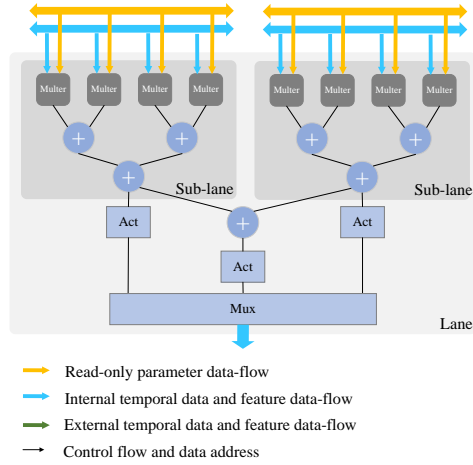 Multer Multer Multer Multer Multer Multer Multer Multer
+ + + +
+ +
Sub-lane Sub-lane
Act + Act
Act
Mux
Lane
Read-only parameter data-flow
Internal temporal data and feature data-flow
External temporal data and feature data-flow
Control flow and data address